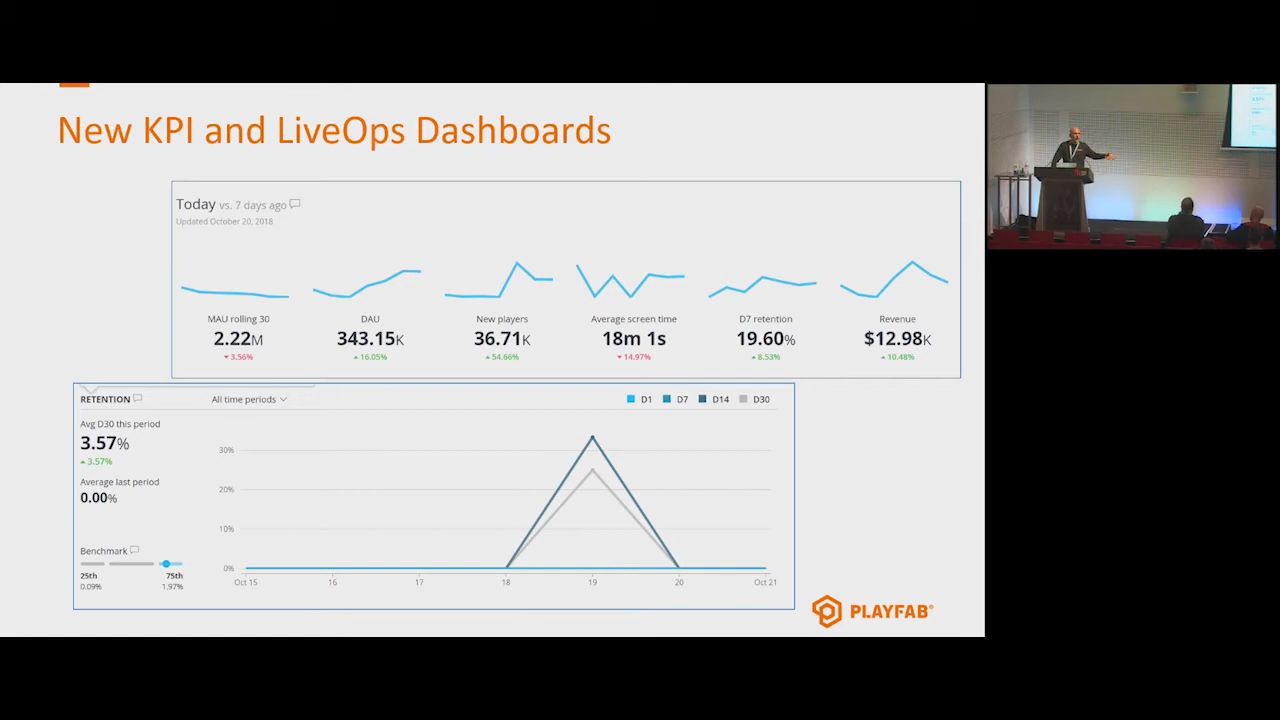 New KPI and LiveOps Dashboards
Today vs. 7 days ago
Updated October 20, 2018
MAU rolling 30
2.22M
3.56%
DAU
343.15K
16.05%
New players
36.71K
54.66%
Average screen time
18m 1s
14.97%
D7 retention
19.60%
8.53%
Revenue
$12.98K
10.48%
RETENTION
All time periods
D1 D7 D14 D30
Avg D30 this period
3.57%
3.57%
Average last period
0.00%
Benchmark
25th 75th
0.09% 1.97%
30%
20%
10%
0%
Oct 15 16 17 18 19 20 Oct 21
PLAYFAB®